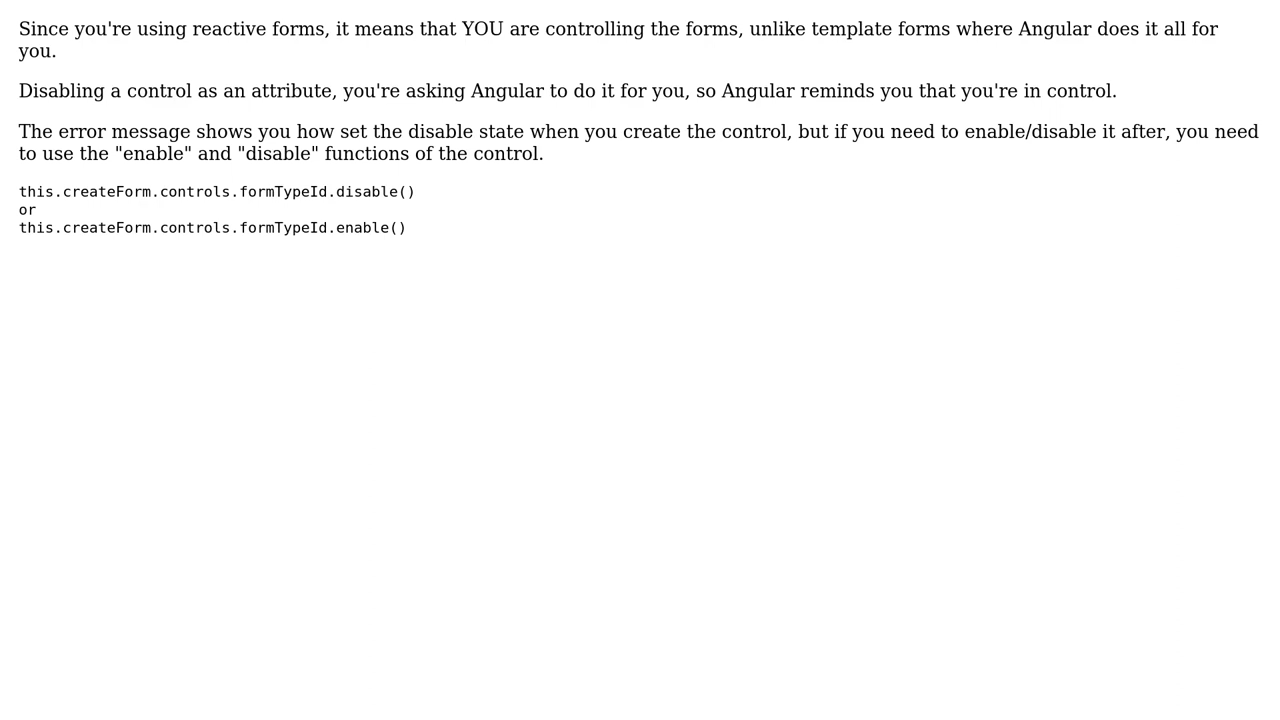 Since you're using reactive forms, it means that YOU are controlling the forms, unlike template forms where Angular does it all for
you.
Disabling a control as an attribute, you're asking Angular to do it for you, so Angular reminds you that you're in control.
The error message shows you how set the disable state when you create the control, but if you need to enable/disable it after, you need
to use the "enable" and "disable" functions of the control.
this.createForm.controls.formTypeId.disable()
or
this.createForm.controls.formTypeId.enable()